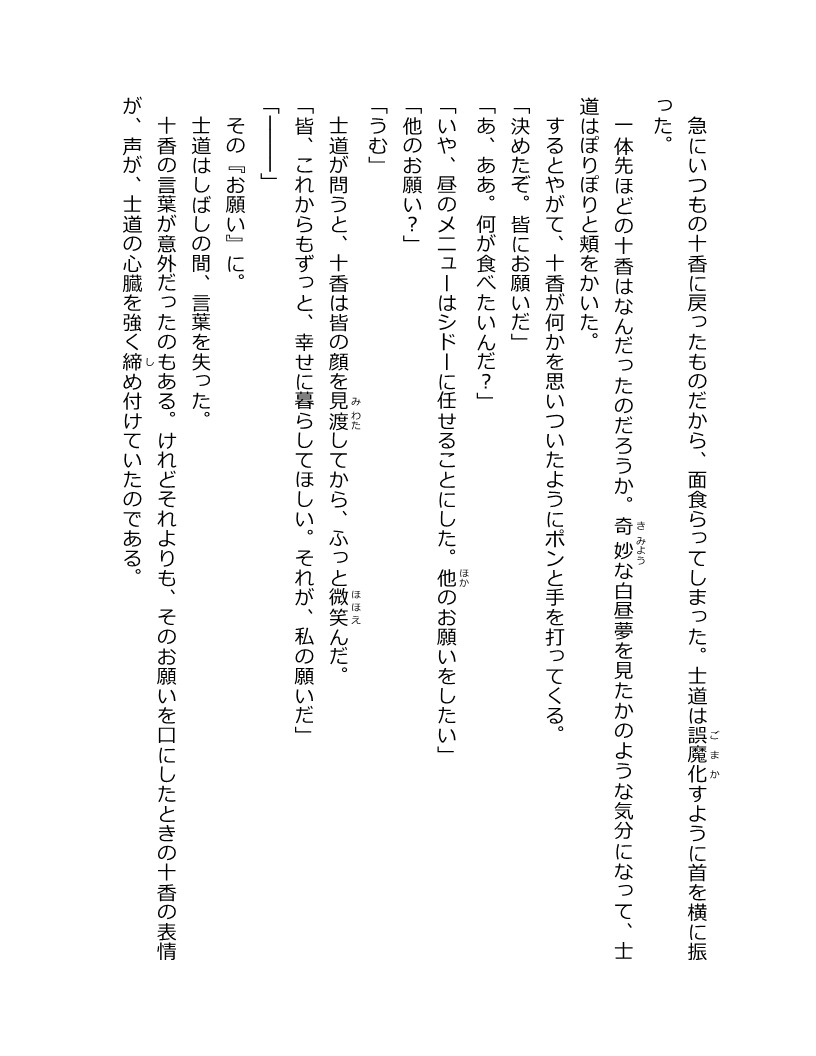 急にいつもの十香に戻ったものだから、面食らってしまった。士道は誤魔化すように首を横に振
った。
　一体先ほどの十香はなんだったのだろうか。奇妙な白昼夢を見たかのような気分になって、士
道はぽりぽりと頬をかいた。
　するとやがて、十香が何かを思いついたようにポンと手を打ってくる。
「決めたぞ。皆にお願いだ」
「あ、ああ。何が食べたいんだ？」
「いや、昼のメニューはシドーに任せることにした。他のお願いをしたい」
「他のお願い？」
「うむ」
　士道が問うと、十香は皆の顔を見渡してから、ふっと微笑んだ。
「皆、これからもずっと、幸せに暮らしてほしい。それが、私の願いだ」
「――」
　その『お願い』に。
　士道はしばしの間、言葉を失った。
　十香の言葉が意外だったのもある。けれどそれよりも、そのお願いを口にしたときの十香の表情
が、声が、士道の心臓を強く締め付けていたのである。